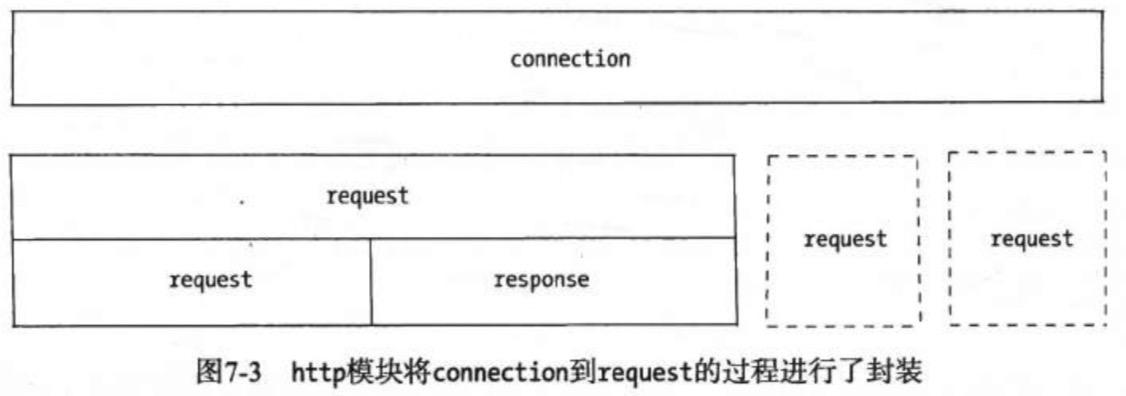 connection
request
request
request
request
response
图7-3 http模块将connection到request的过程进行了封装